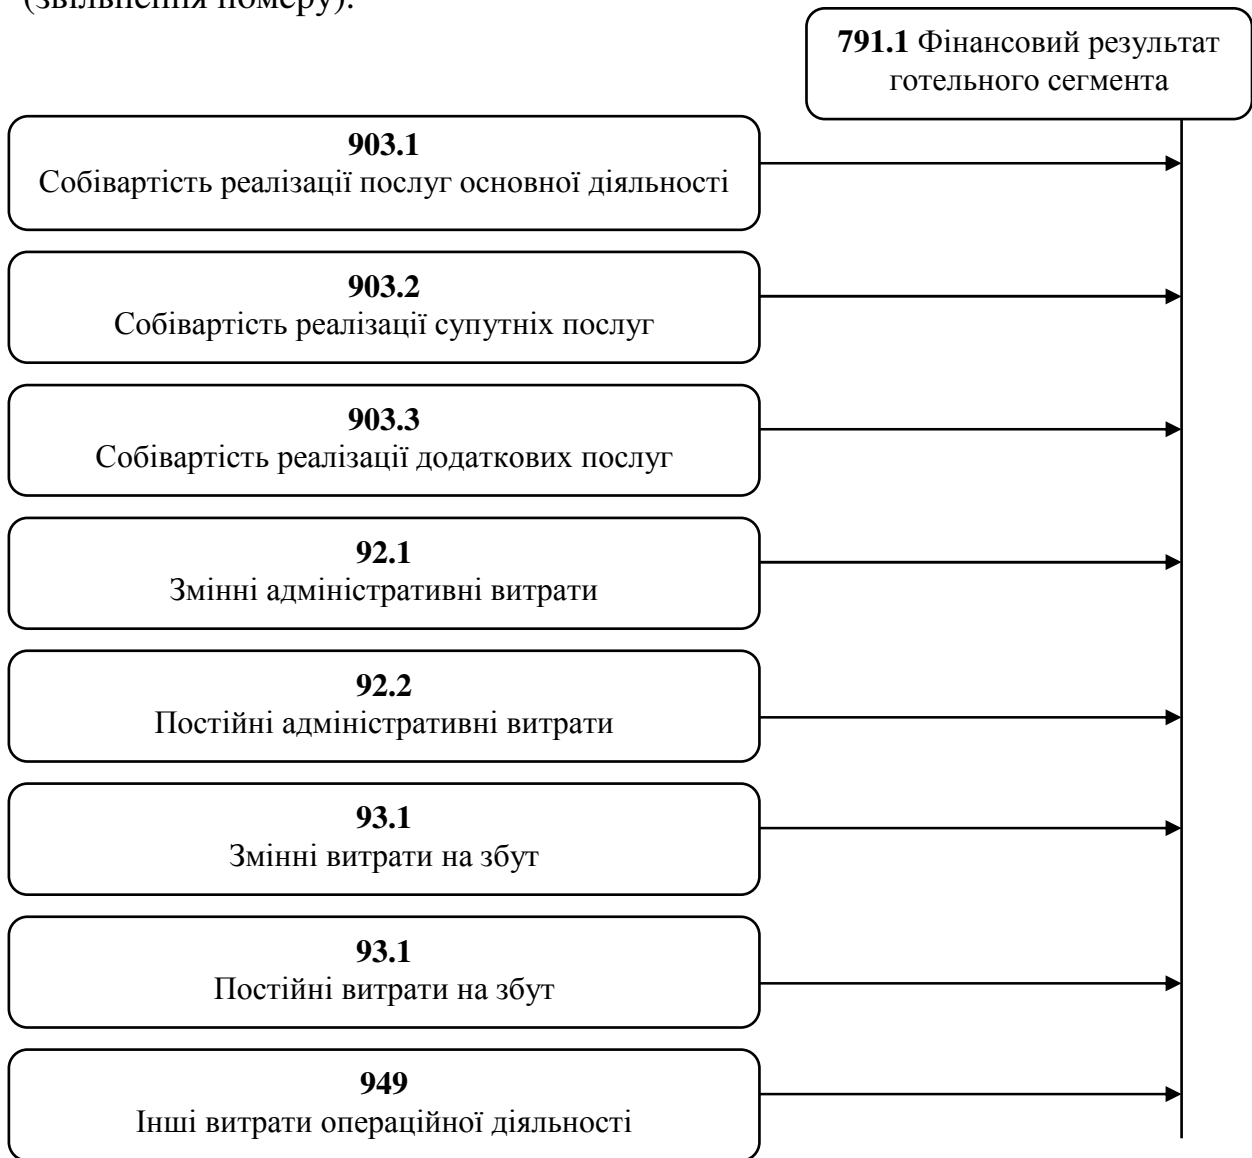 (звільнення номеру).
791.1 Фінансовий результат
готельного сегмента
903.1
Собівартість реалізації послуг основної діяльності
903.2
Собівартість реалізації супутніх послуг
903.3
Собівартість реалізації додаткових послуг
92.1
Змінні адміністративні витрати
92.2
Постійні адміністративні витрати
93.1
Змінні витрати на збут
93.1
Постійні витрати на збут
949
Інші витрати операційної діяльності